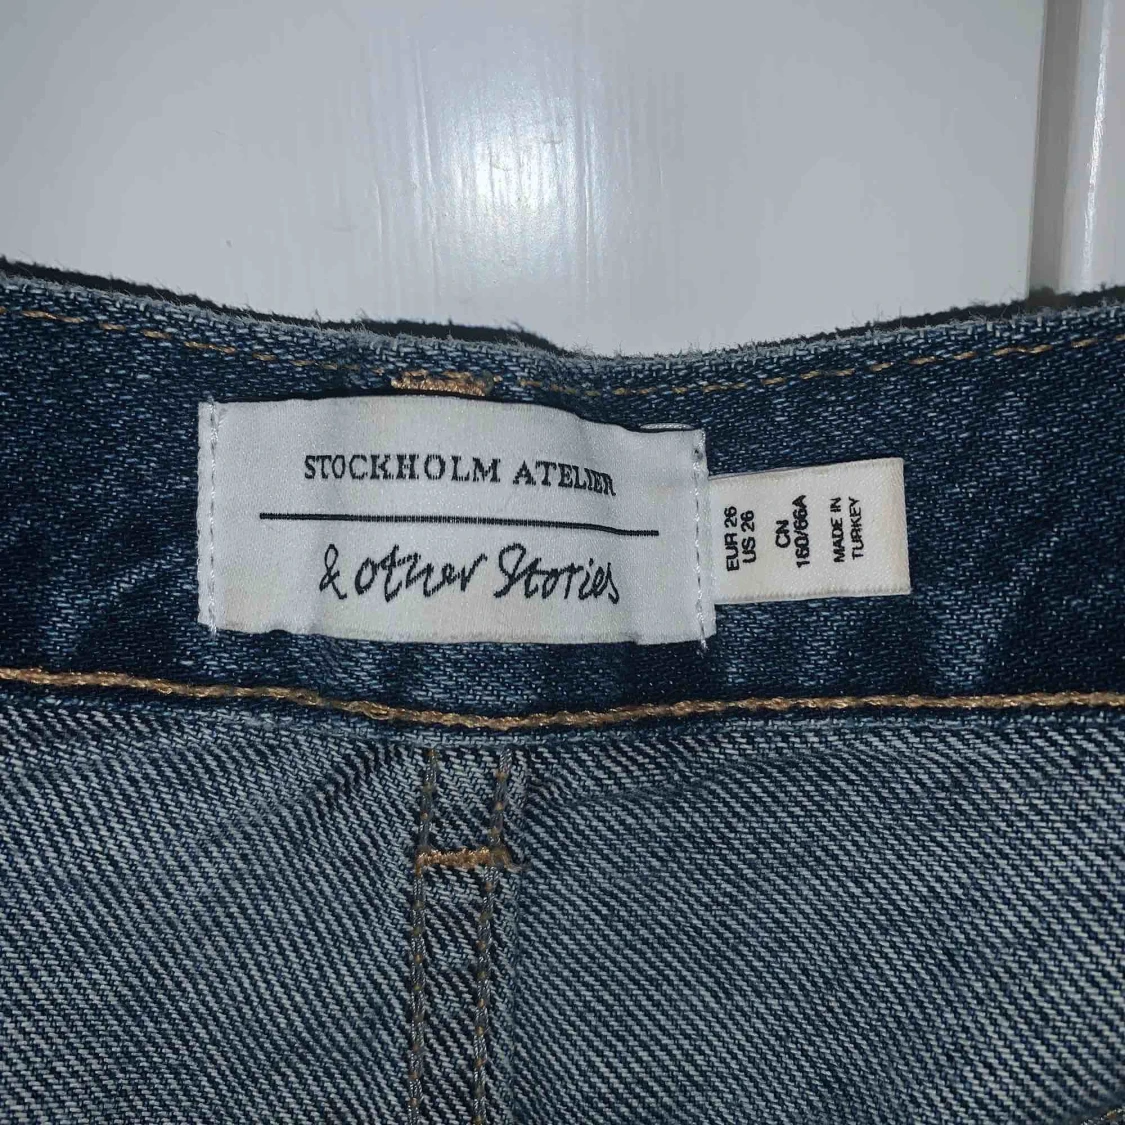 STOCKHOLM ATELIER
& other Stories
EUR 26
US 26
CN
160/66A
MADE IN
TURKEY